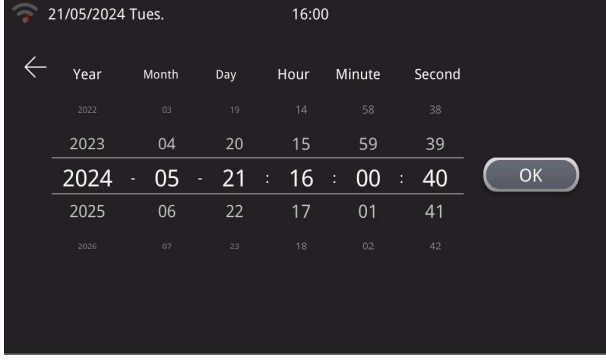 21/05/2024 Tues. 16:00
Year Month Day Hour Minute Second
2022 03 19 14 58 38
2023 04 20 15 59 39
2024 - 05 - 21 : 16 : 00 : 40 OK
2025 06 22 17 01 41
2026 07 23 18 02 42